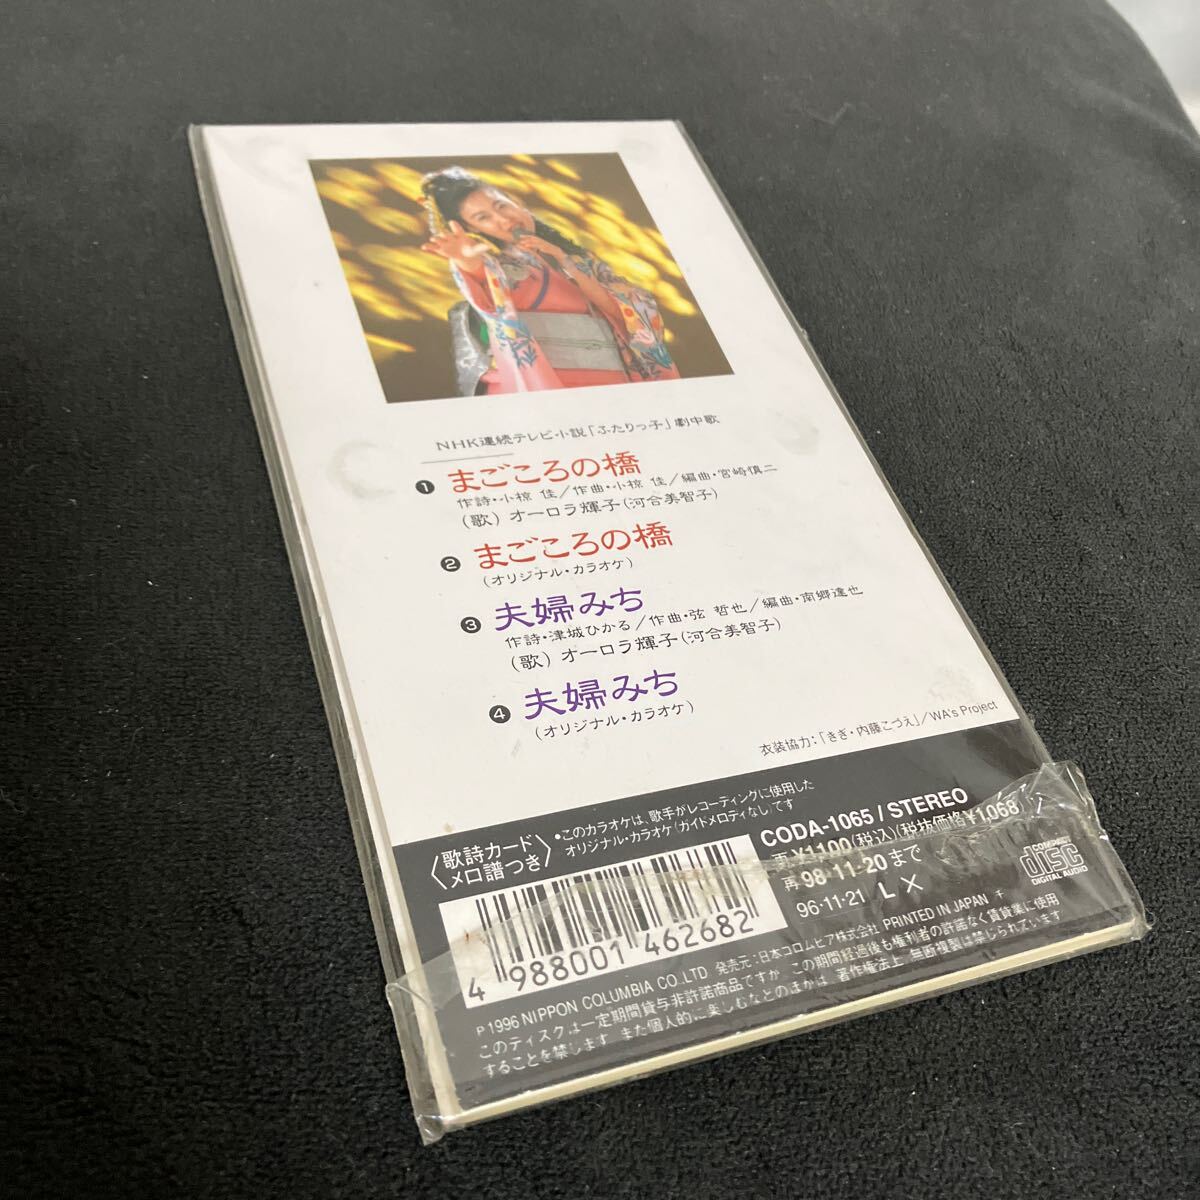 NHK連続テレビ小説「ふたりっ子」劇中歌
❶ まごころの橋
作詩・小椋 佳／作曲・小椋 佳／編曲・宮崎慎二
(歌) オーロラ輝子(河合美智子)
❷ まごころの橋
(オリジナル・カラオケ)
❸ 夫婦みち
作詩・津城ひかる／作曲・弦 哲也／編曲・南郷達也
(歌) オーロラ輝子(河合美智子)
❹ 夫婦みち
(オリジナル・カラオケ)
衣装協力：「きぎ・内藤こづえ」/WA's Project
〈歌詩カード メロ譜つき〉
・このカラオケは、歌手がレコーディングに使用した
オリジナル・カラオケ(ガイドメロディなし)です
CODA-1065 / STEREO
再¥1100(税込)(税抜価格¥1,068)
再98・11・20まで
96・11・21 L ×
COMPACT
disc
DIGITAL AUDIO
4 988001 462682
P 1996 NIPPON COLUMBIA CO.,LTD 発売元：日本コロムビア株式会社 PRINTED IN JAPAN チ
このディスクは一定期間貸与非許諾商品ですが、この期間経過後も権利者の許諾なく賃貸業に使用
することを禁じます。また個人的に楽しむなどのほかは、著作権法上、無断複製は禁じられています。